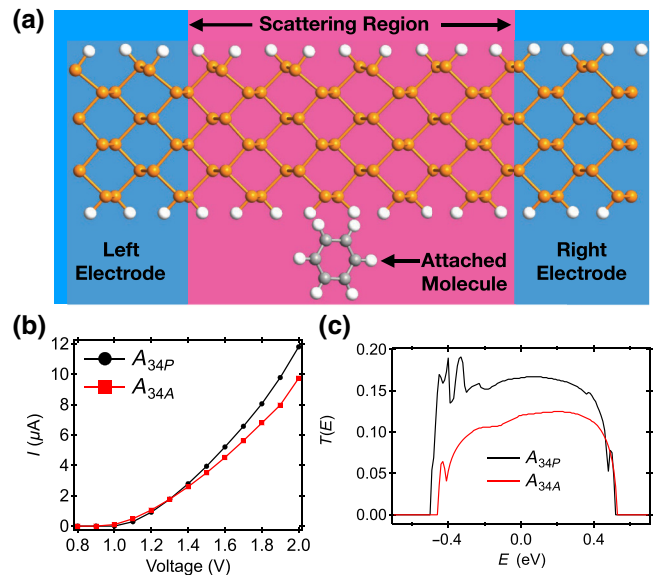 (a)
Scattering Region
Left
Electrode
Attached
Molecule
Right
Electrode
(b)
12
10
8
6
4
2
0
I (μA)
A34P
A34A
0.8 1.0 1.2 1.4 1.6 1.8 2.0
Voltage (V)
(c)
0.20
0.15
0.10
0.05
0.00
T(E)
A34P
A34A
−0.4 0.0 0.4
E (eV)